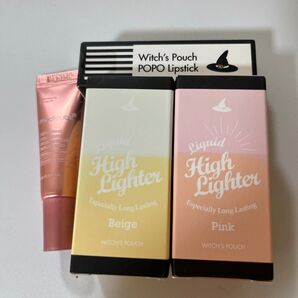 Witch's Pouch
POPO Lipstick
Liquid
High
Lighter
Especially Long Lasting
Beige
WITCH'S POUCH
Liquid
High
Lighter
Especially Long Lasting
Pink
WITCH'S POUCH